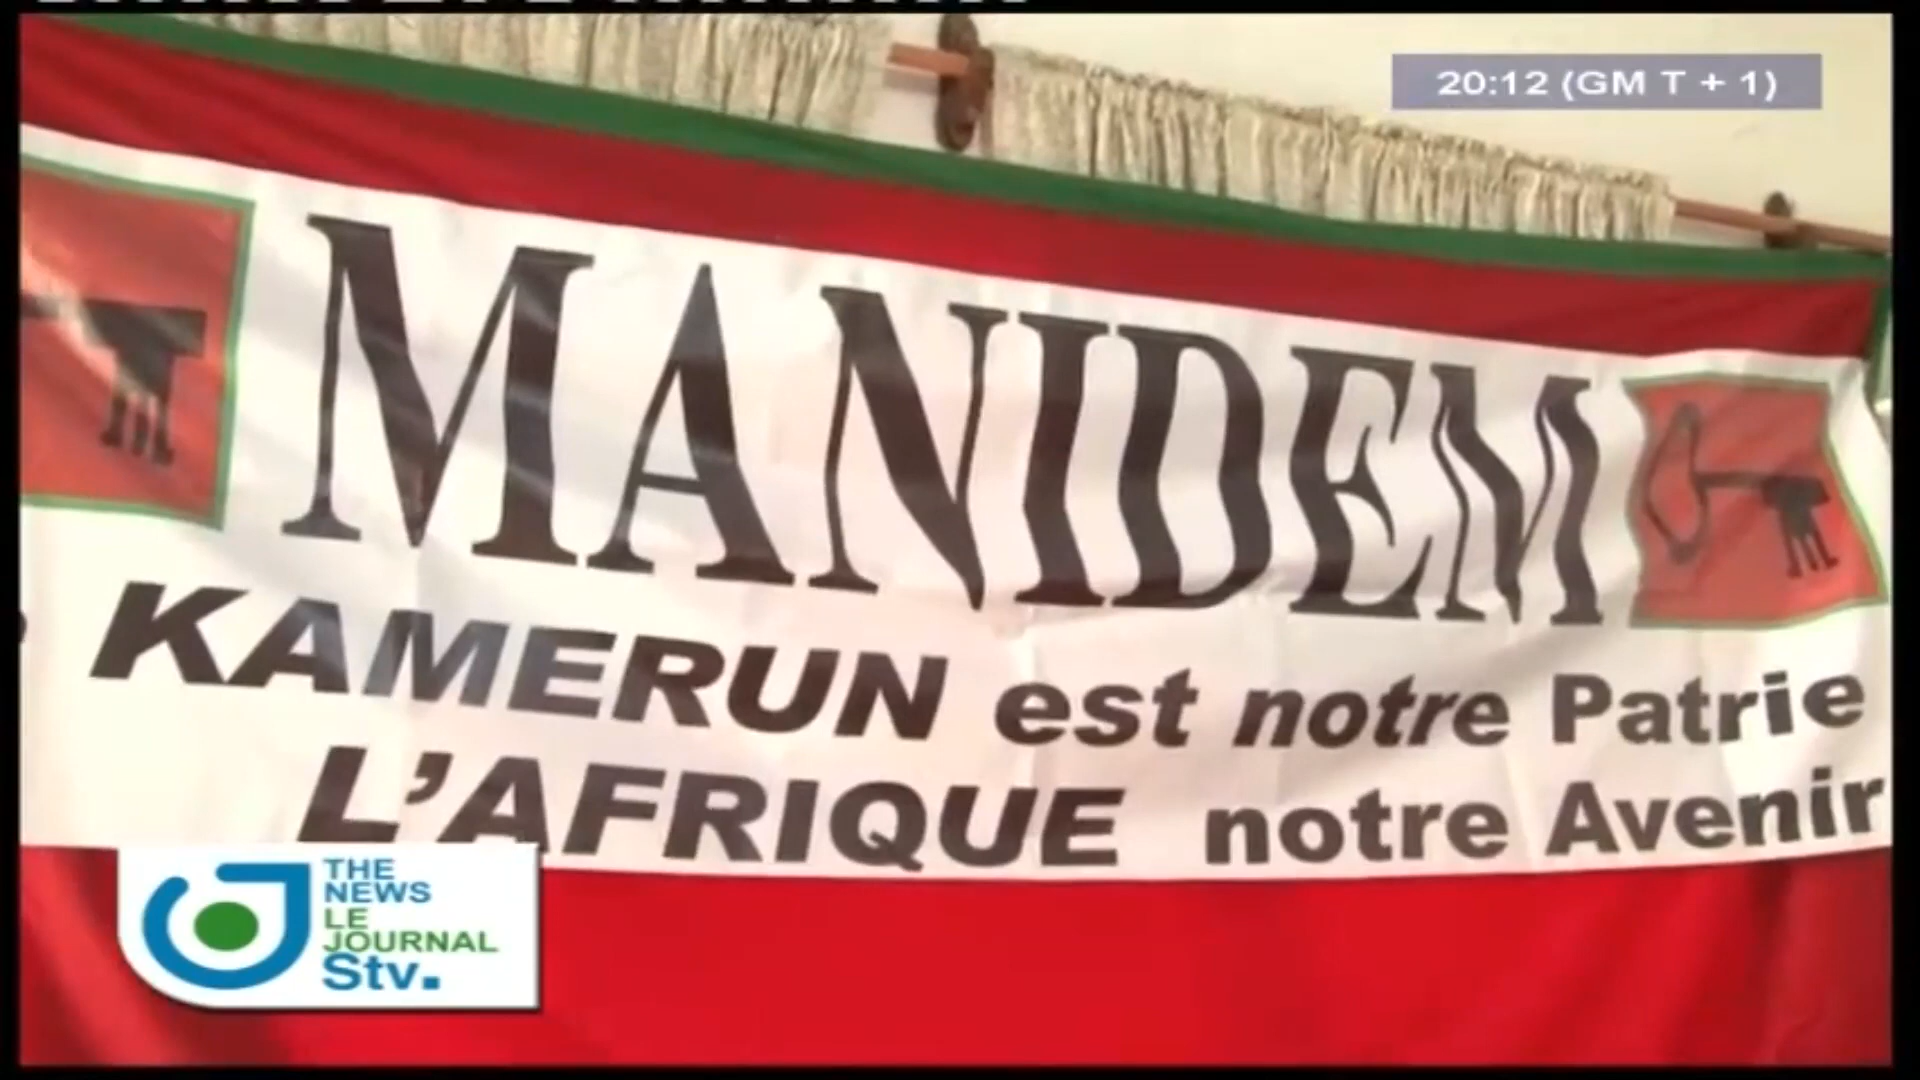 20:12 (GM T + 1)
MANIDEM
KAMERUN est notre Patrie
L'AFRIQUE notre Avenir
THE
NEWS
LE
JOURNAL
Stv.